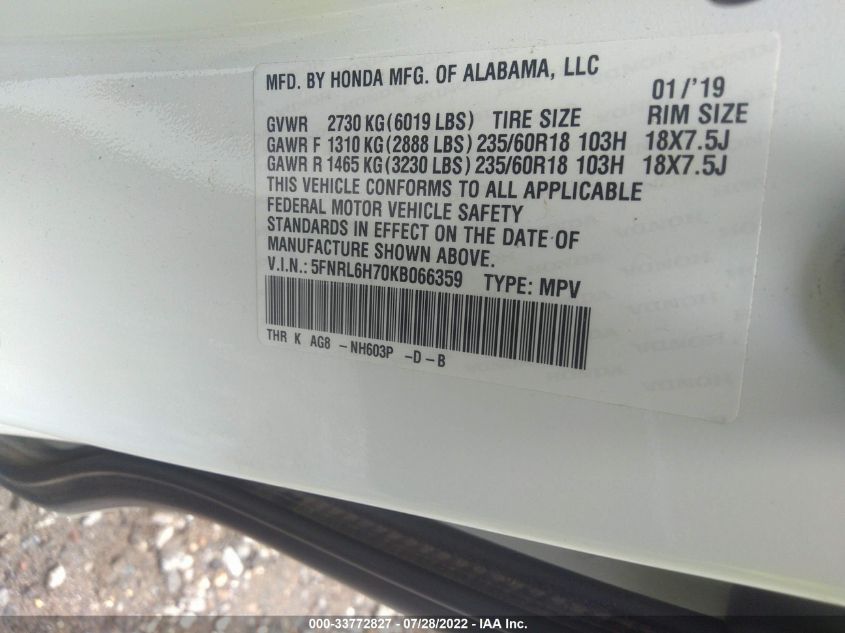 MFD. BY HONDA MFG. OF ALABAMA, LLC
01/'19
GVWR 2730 KG (6019 LBS) TIRE SIZE RIM SIZE
GAWR F 1310 KG (2888 LBS) 235/60R18 103H 18X7.5J
GAWR R 1465 KG (3230 LBS) 235/60R18 103H 18X7.5J
THIS VEHICLE CONFORMS TO ALL APPLICABLE
FEDERAL MOTOR VEHICLE SAFETY
STANDARDS IN EFFECT ON THE DATE OF
MANUFACTURE SHOWN ABOVE.
V.I.N.: 5FNRL6H70KB066359 TYPE: MPV
THR K AG8 -NH603P -D-B
000-33772827 - 07/28/2022 - IAA Inc.